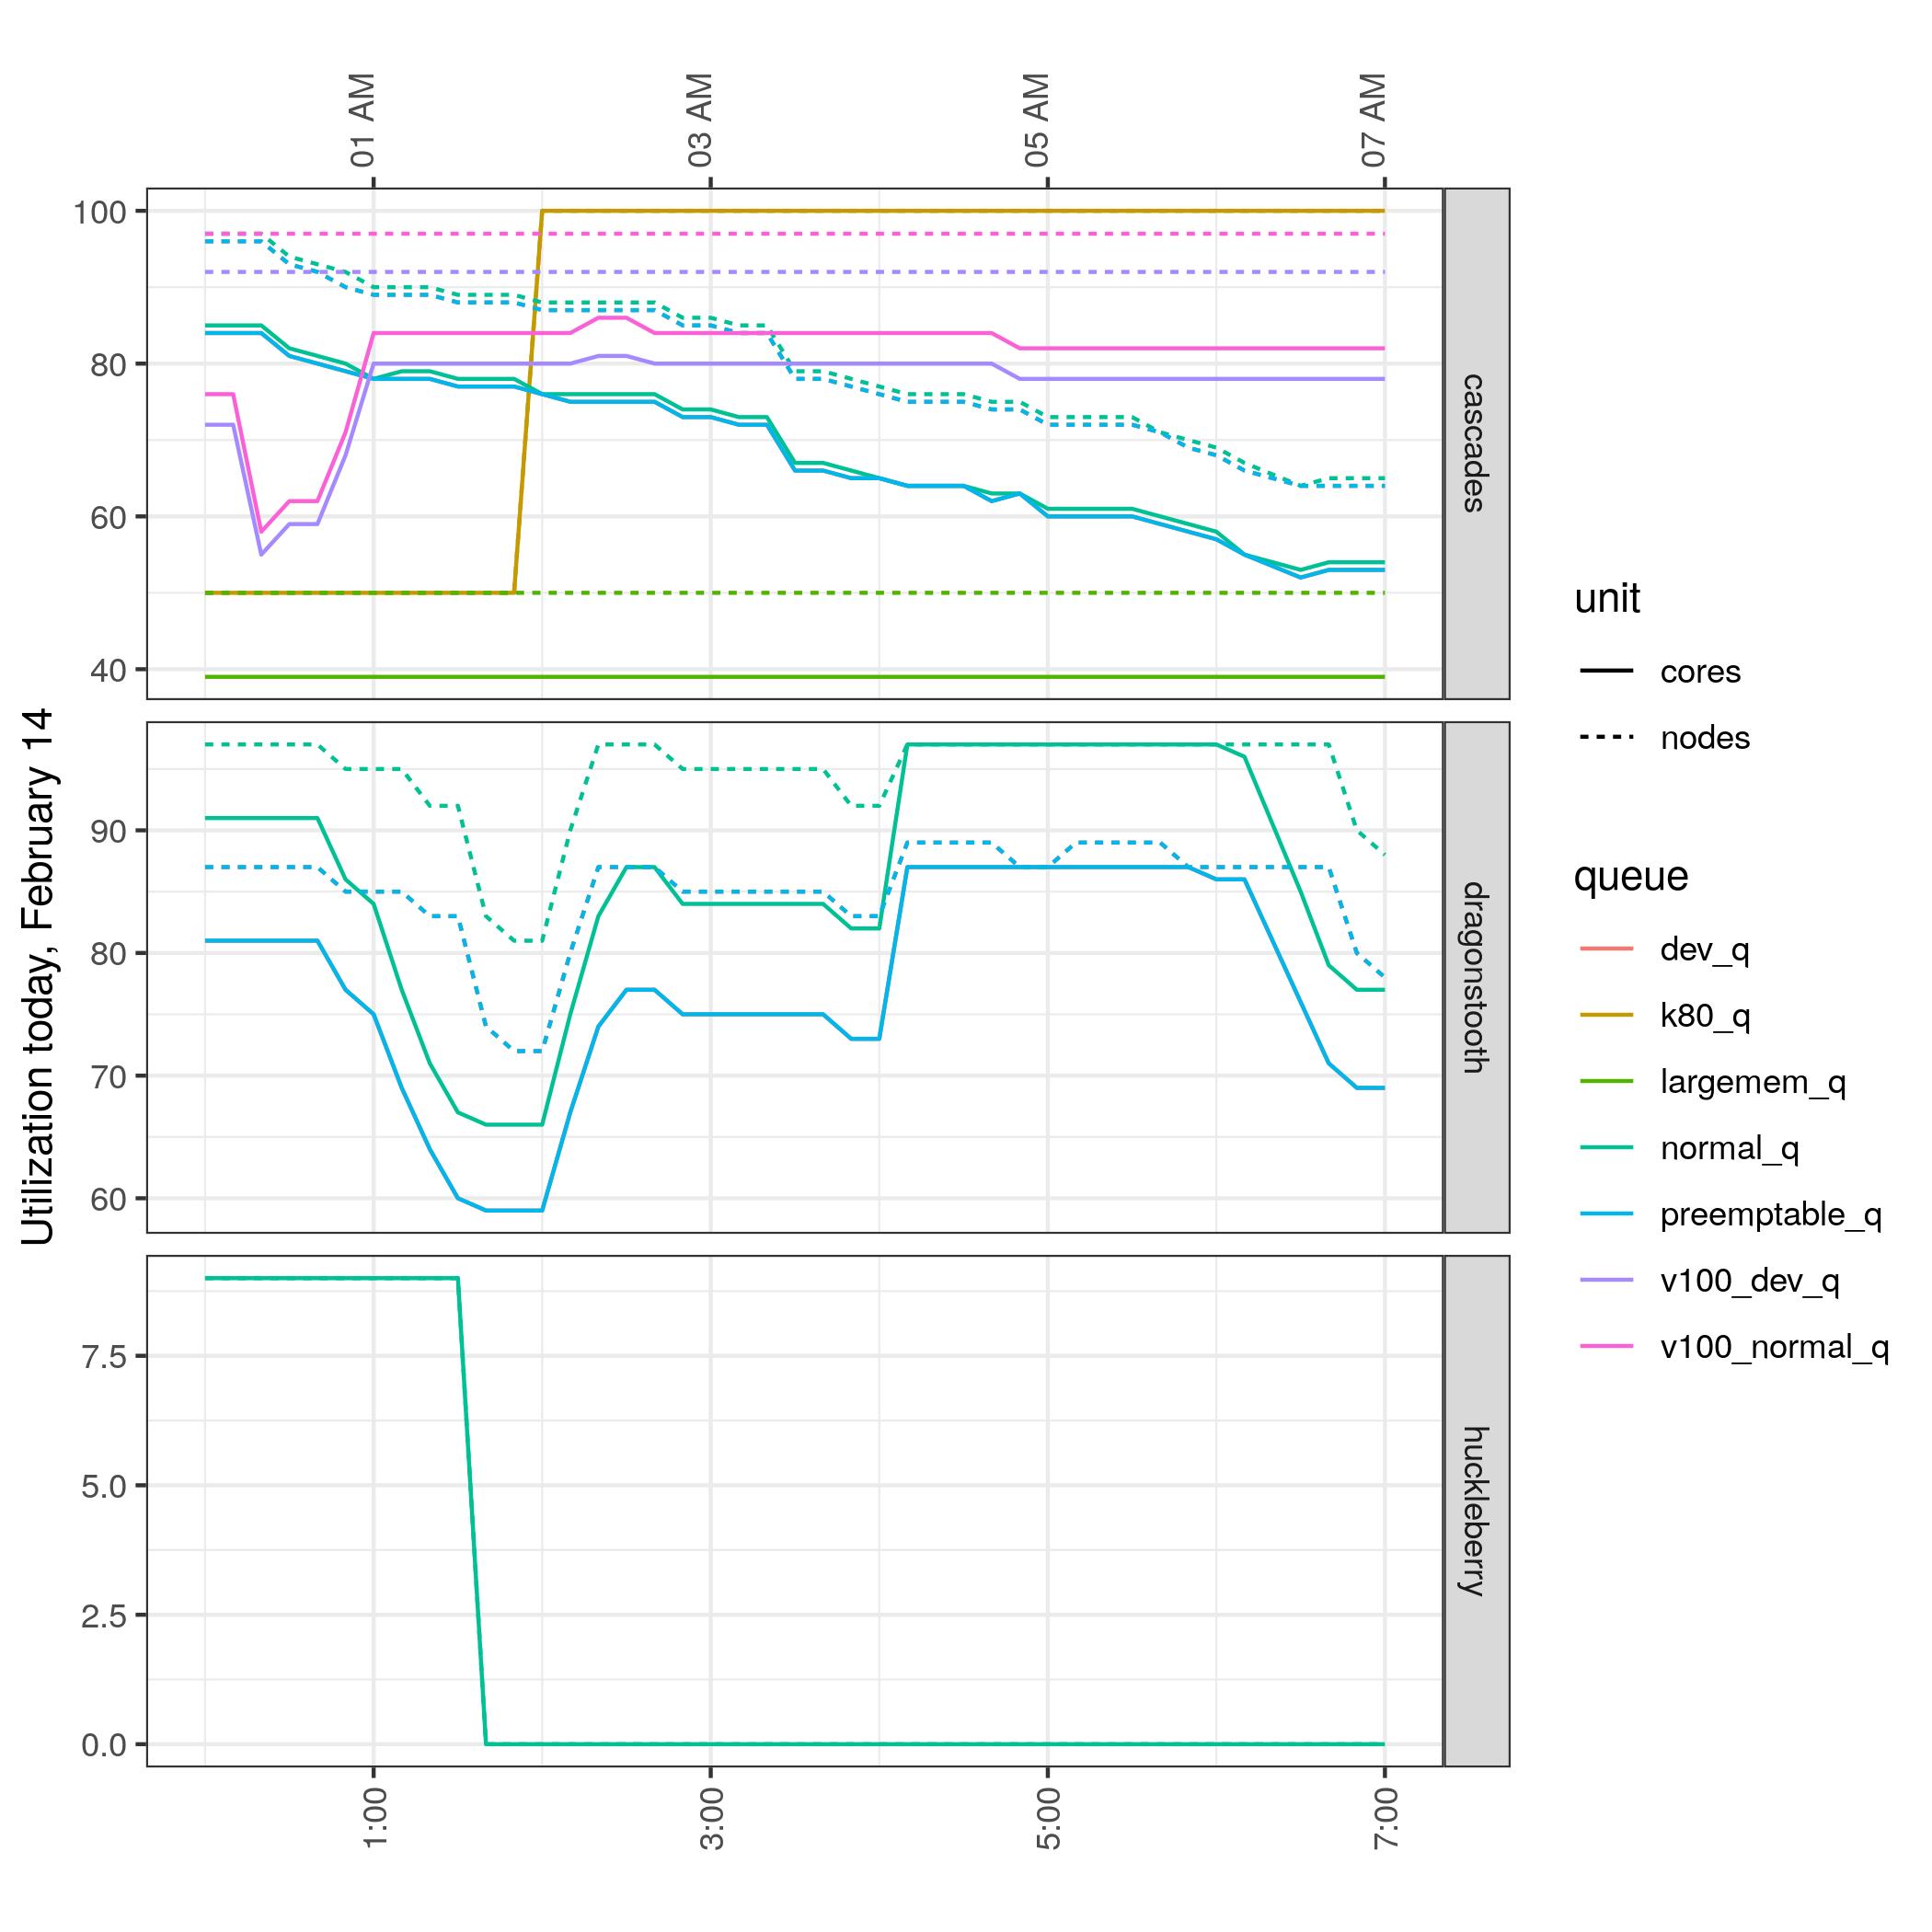 01 AM
03 AM
05 AM
07 AM
Utilization today, February 14
100
80
60
40
cascades
90
80
70
60
dragonstooth
7.5
5.0
2.5
0.0
huckleberry
1:00
3:00
5:00
7:00
unit
cores
nodes
queue
dev_q
k80_q
largemem_q
normal_q
preemptable_q
v100_dev_q
v100_normal_q